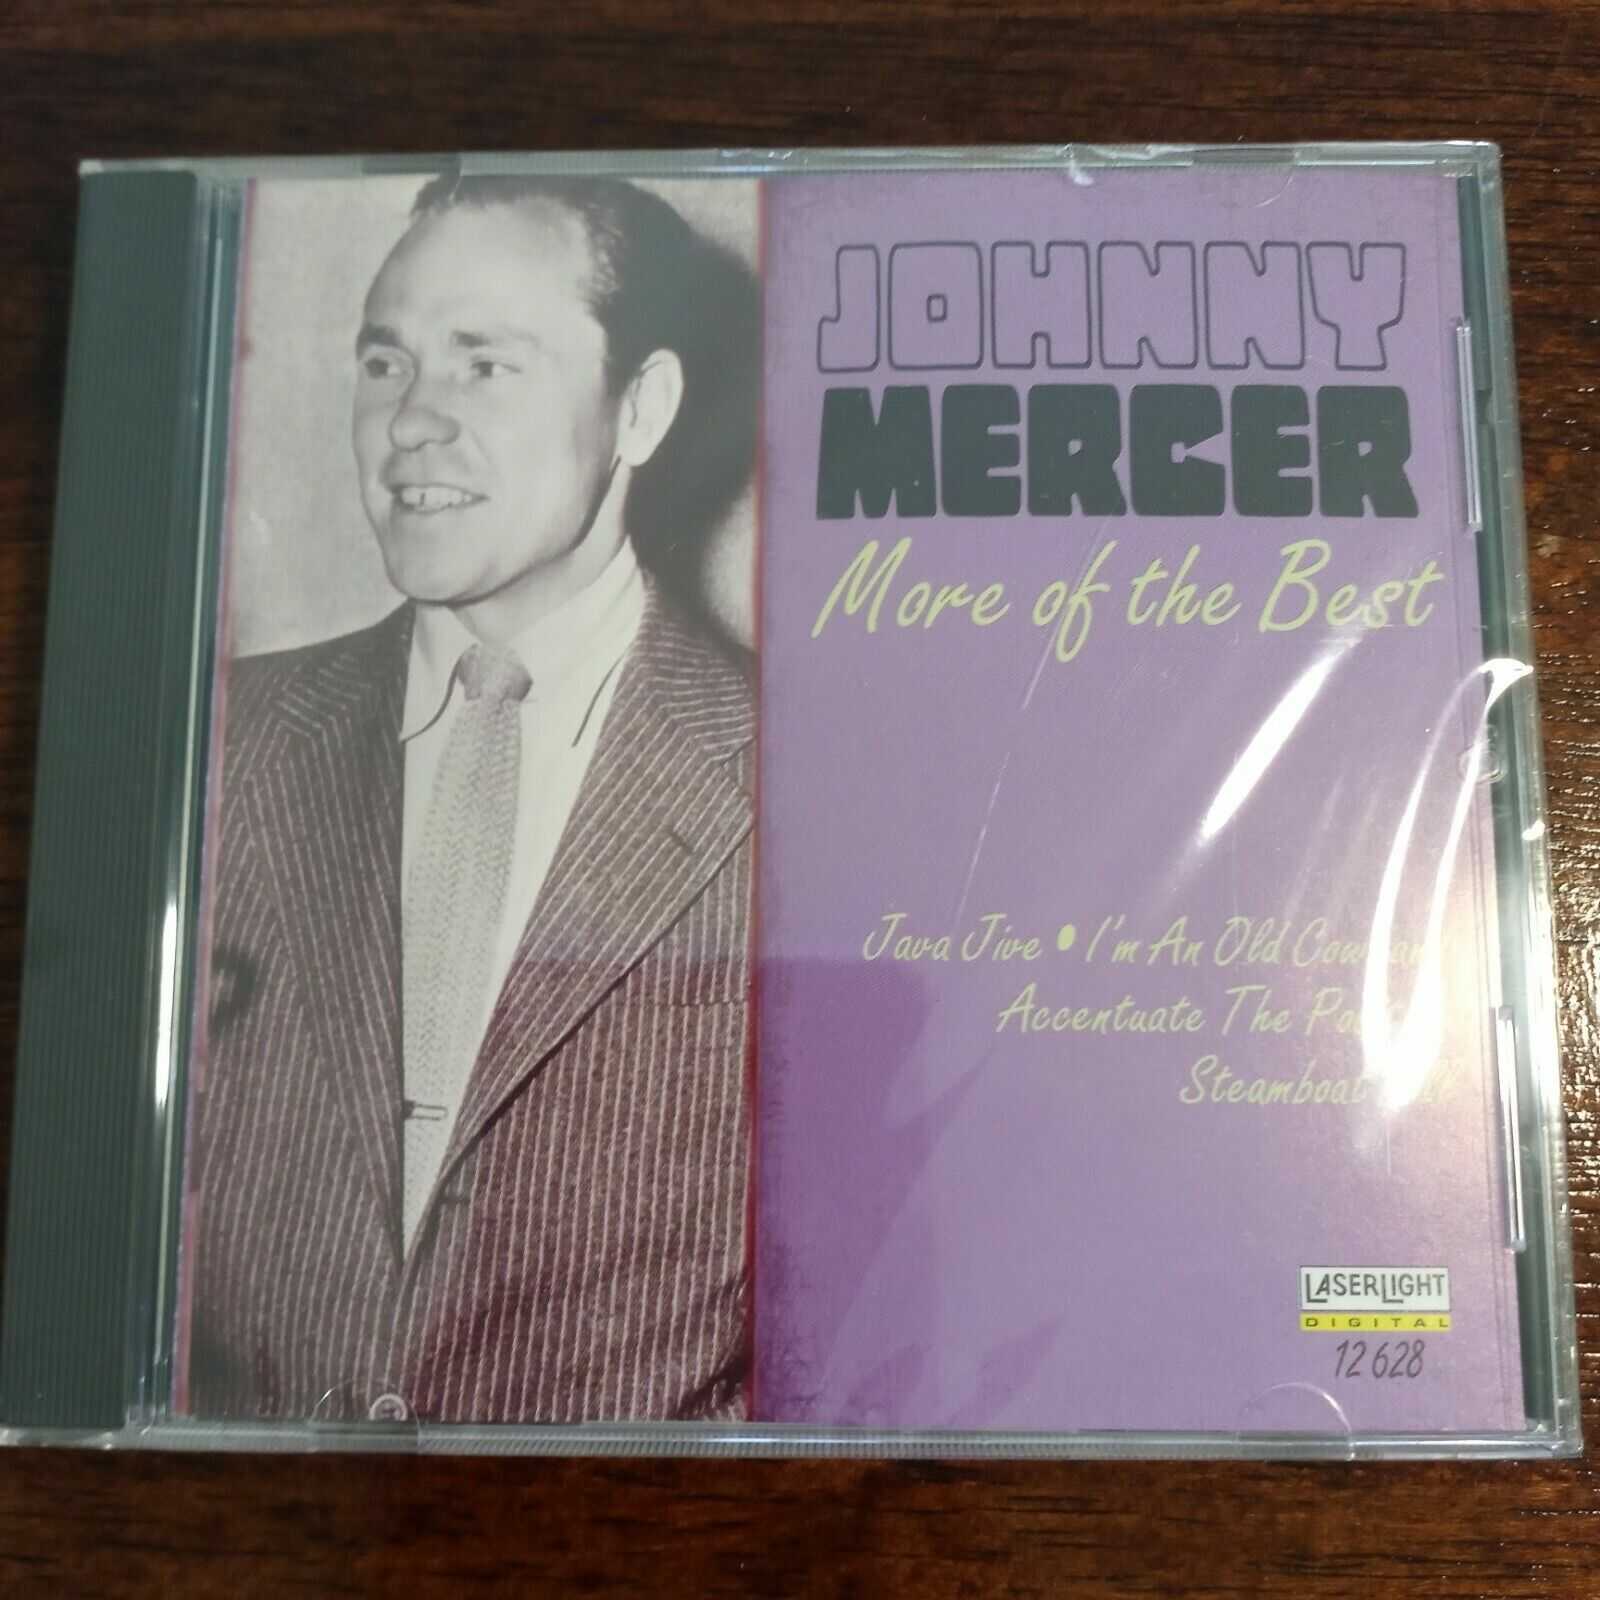 JOHNNY
MERCER
More of the Best
Java Jive • I'm An Old
Accentuate The
Steamboat
LASERLIGHT
DIGITAL
12 628